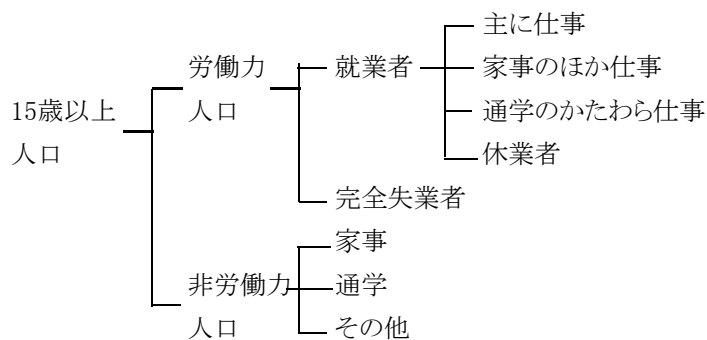 主に仕事
労働力
就業者
家事のほか仕事
15歳以上
人口
通学のかたわら仕事
人口
休業者
完全失業者
家事
非労働力
通学
人口
その他